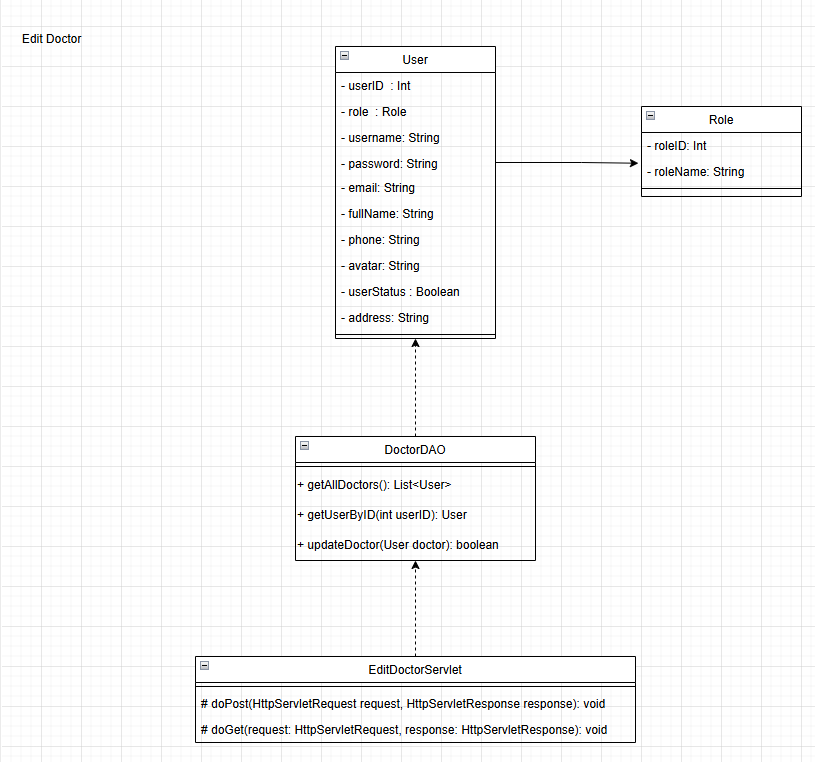 Edit Doctor
User
- userID  : Int
- role  : Role
- username: String
- password: String
- email: String
- fullName: String
- phone: String
- avatar: String
- userStatus : Boolean
- address: String
Role
- roleID: Int
- roleName: String
DoctorDAO
+ getAllDoctors(): List<User>
+ getUserByID(int userID): User
+ updateDoctor(User doctor): boolean
EditDoctorServlet
# doPost(HttpServletRequest request, HttpServletResponse response): void
# doGet(request: HttpServletRequest, response: HttpServletResponse): void